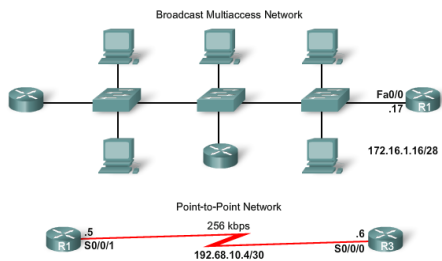 Broadcast Multiaccess Network
Fa0/0
R1
.17
172.16.1.16/28
Point-to-Point Network
.5
256 kbps
.6
R1
R3
S0/0/1
192.68.10.4/30
S0/0/0